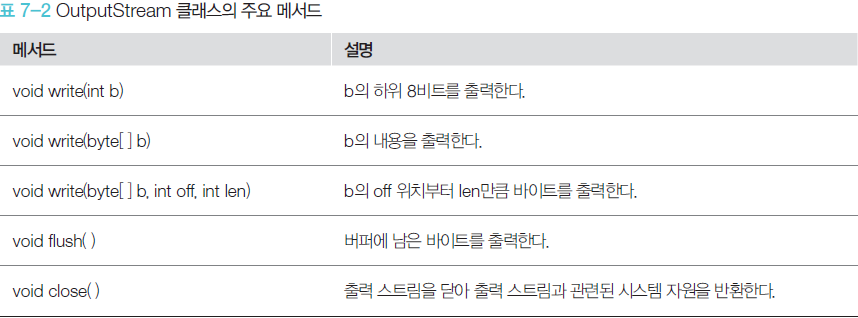 표 7-2 OutputStream 클래스의 주요 메서드
메서드 설명
void write(int b) b의 하위 8비트를 출력한다.
void write(byte[ ] b) b의 내용을 출력한다.
void write(byte[ ] b, int off, int len) b의 off 위치부터 len만큼 바이트를 출력한다.
void flush( ) 버퍼에 남은 바이트를 출력한다.
void close( ) 출력 스트림을 닫아 출력 스트림과 관련된 시스템 자원을 반환한다.